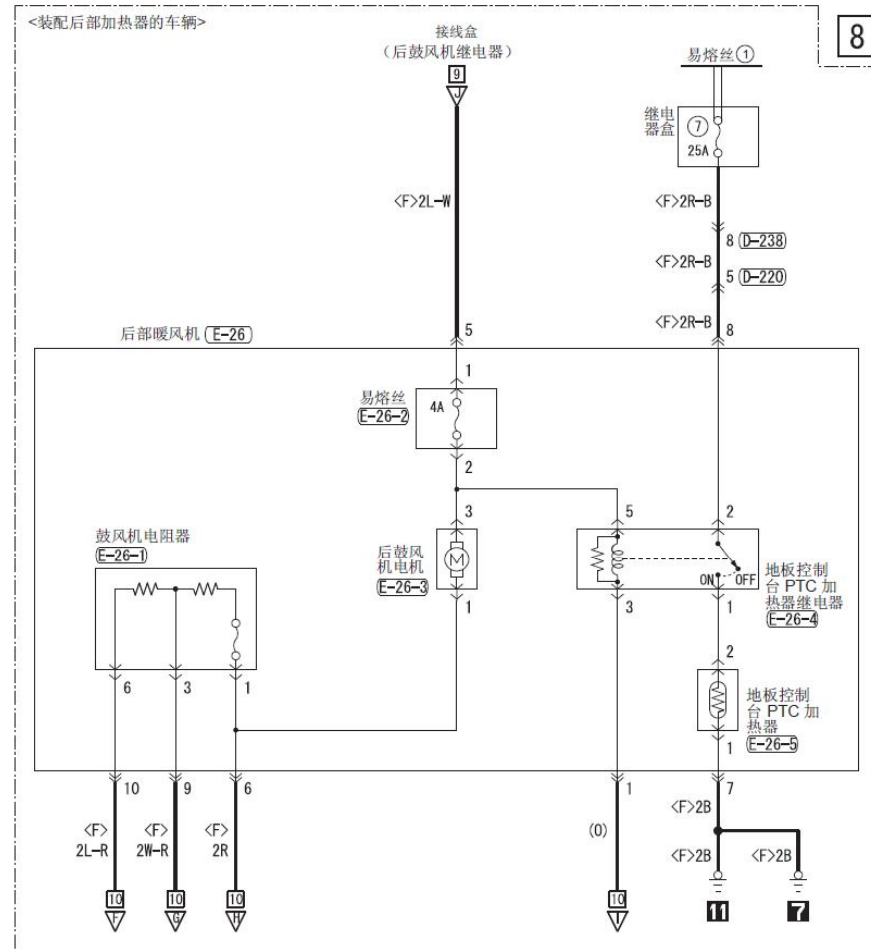 <装配后部加热器的车辆>
8
接线盒
（后鼓风机继电器）
9
J
易熔丝①
继电
器盒
⑦
25A
<F>2L-W
<F>2R-B
8 D-238
<F>2R-B
5 D-220
<F>2R-B
后部暖风机 E-26
5
8
1
易熔丝
E-26-2
4A
2
3
5
2
鼓风机电阻器
E-26-1
后鼓风
机电机
E-26-3
M
ON
OFF
地板控制
台 PTC 加
热器继电器
E-26-4
1
3
1
2
6
3
1
地板控制
台 PTC 加
热器
E-26-5
1
10
9
6
1
7
<F>
2L-R
<F>
2W-R
<F>
2R
(O)
<F>2B
<F>2B
<F>2B
10
F
10
G
10
H
10
I
11
7